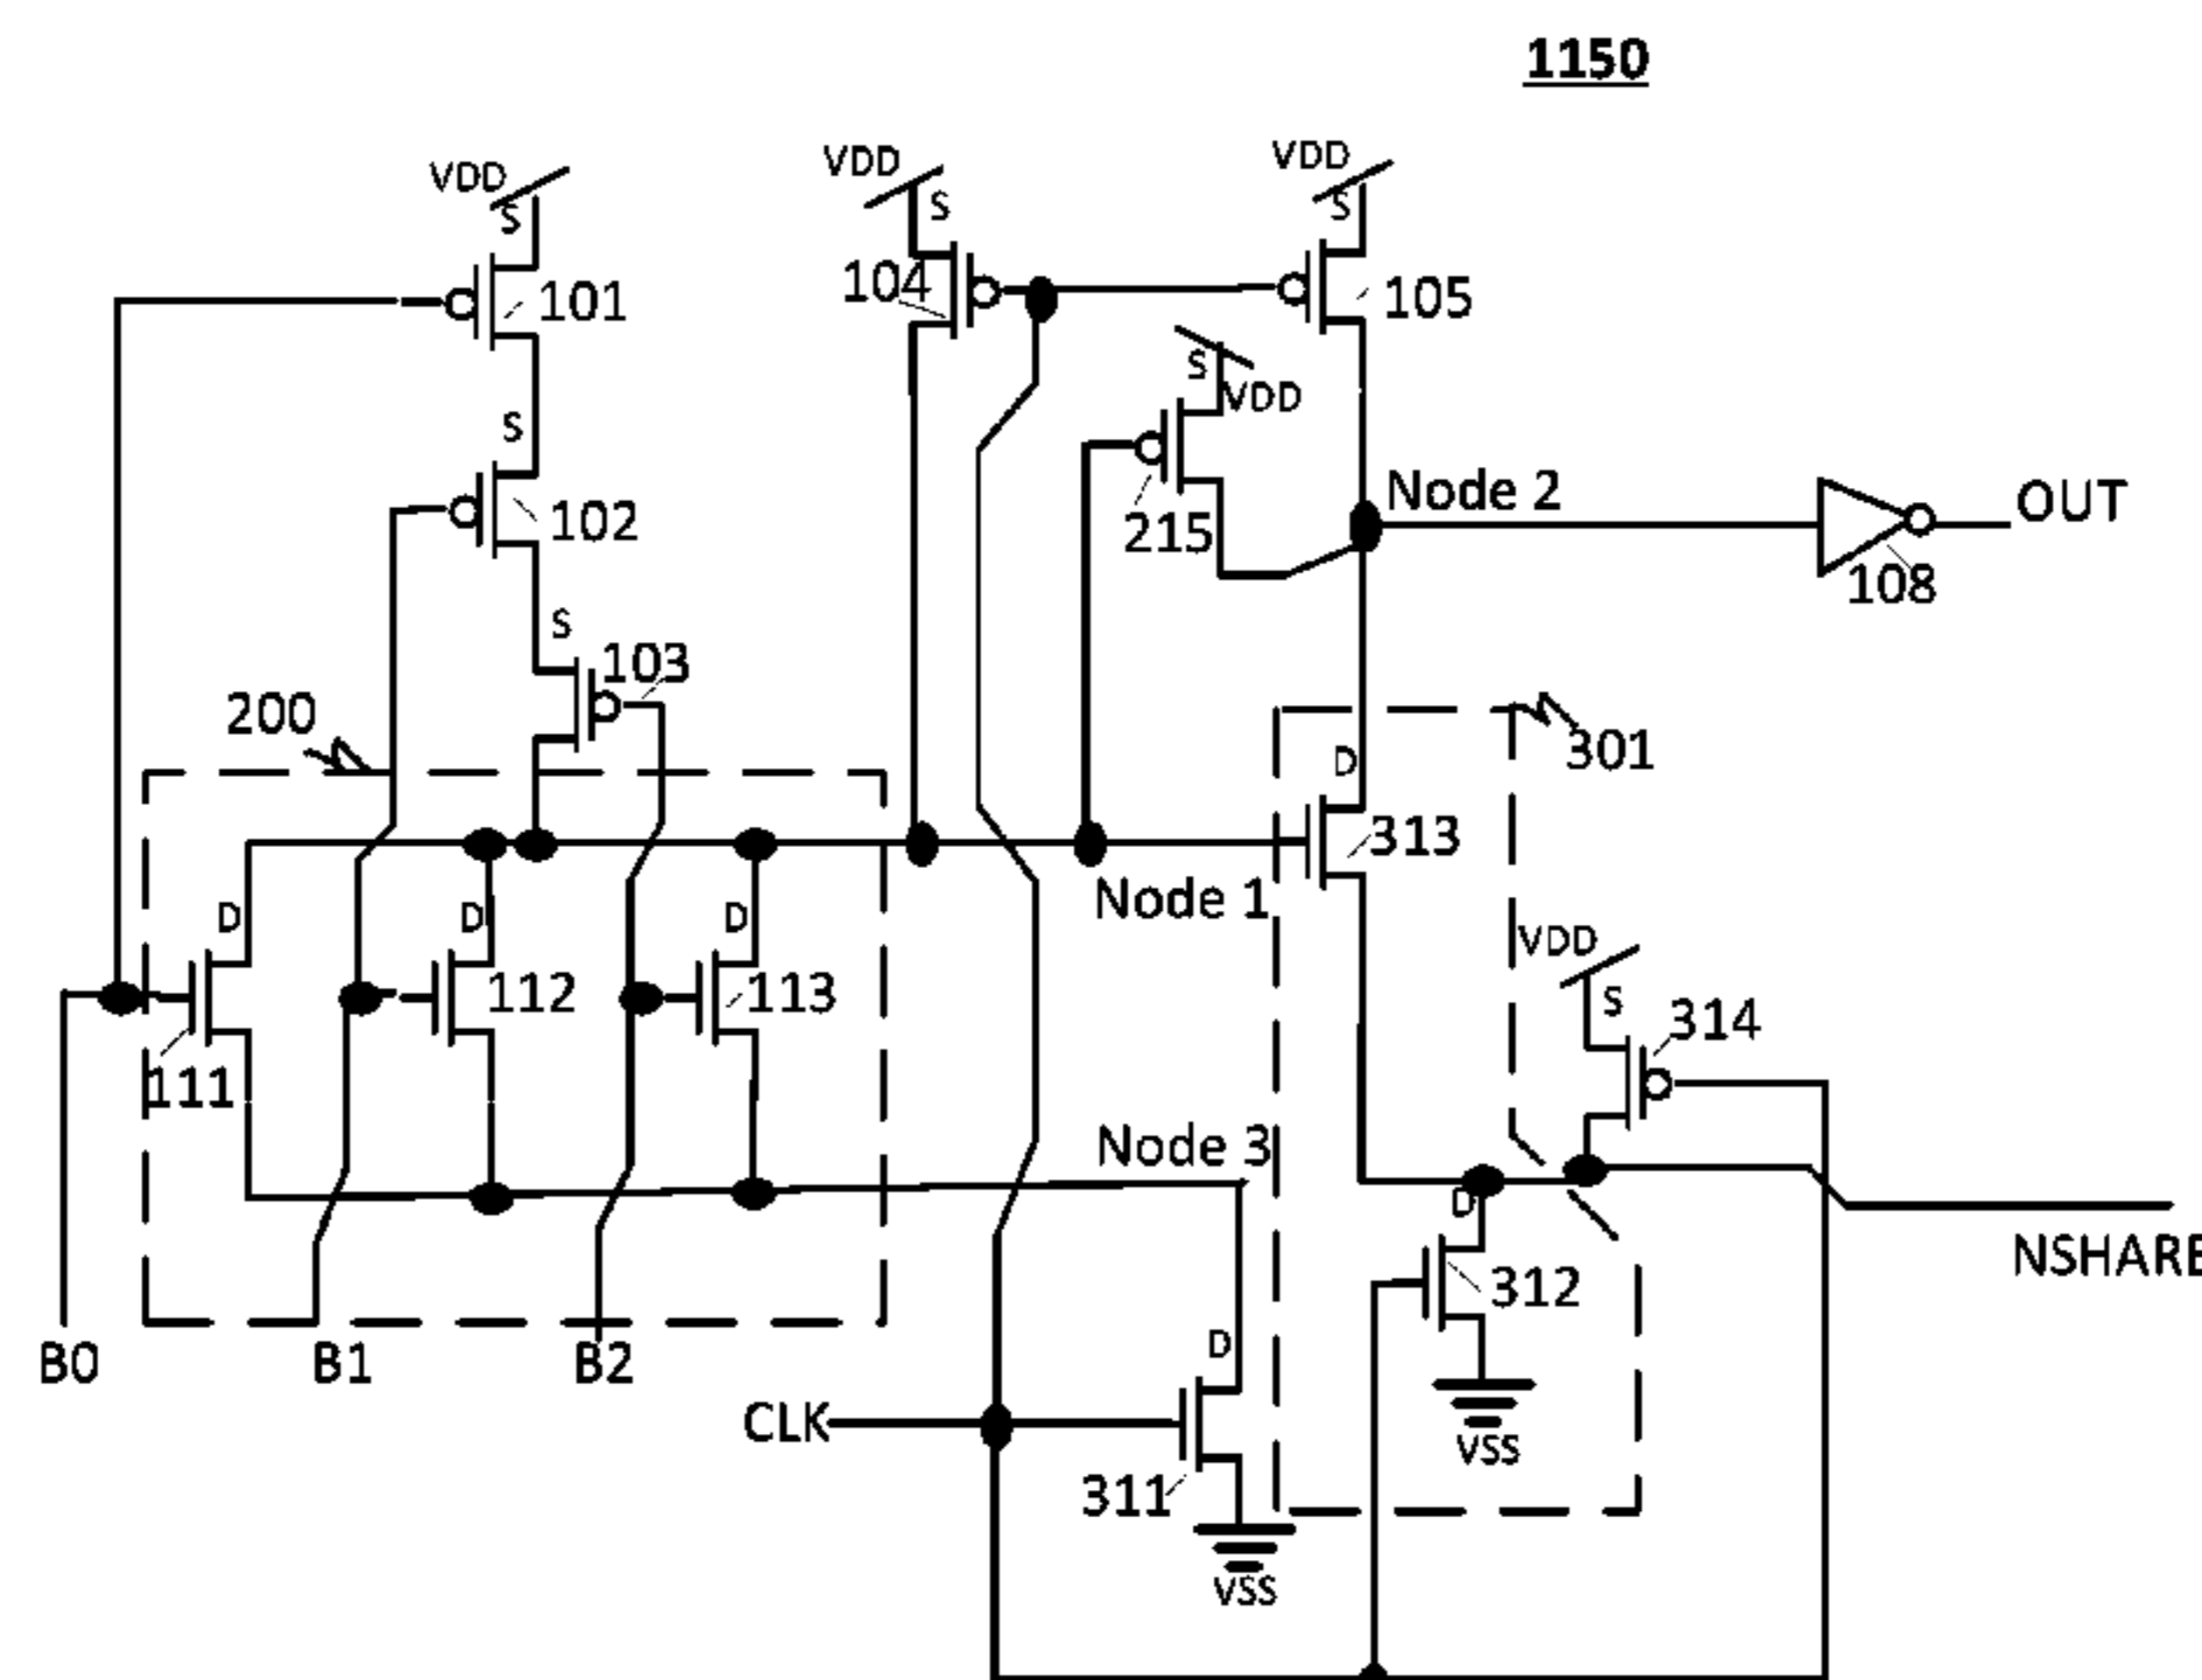 1150
VDD
S
101
S
102
S
103
200
VDD
S
104
VDD
S
105
S
VDD
215
Node 2
OUT
108
301
D
313
Node 1
D
111
D
112
D
113
VDD
S
314
Node 3
D
312
VSS
NSHARE
B0
B1
B2
CLK
D
311
VSS